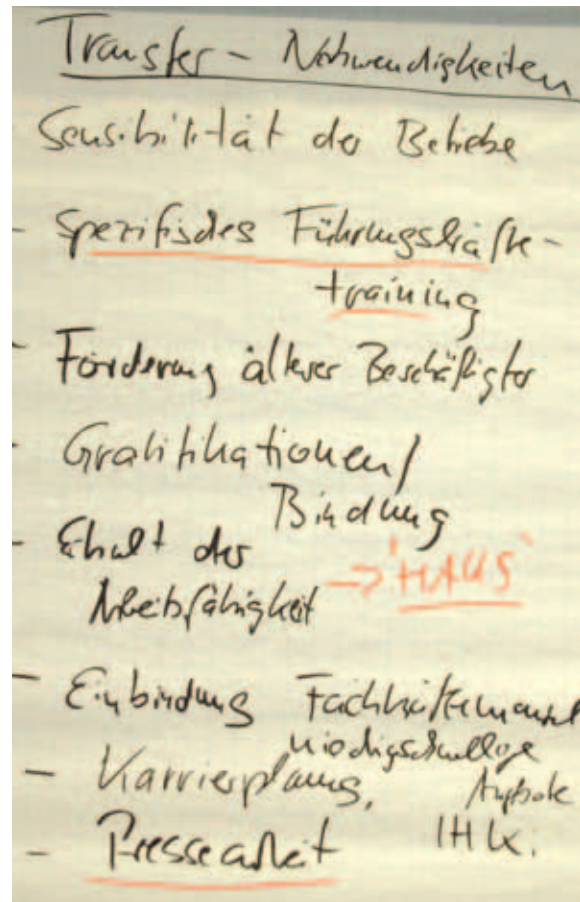 Transfer - Notwendigkeiten
Sensibilität der Betriebe
- Spezifisches Führungskräfte-
training
- Förderung älterer Beschäftigter
- Gratifikationen/
Bindung
- Erhalt der
Arbeitsfähigkeit → "HAUS"
- Einbindung Fachkräftemangel
niedrigschwellige
- Karriereplanung, Angebote
- Pressearbeit IHK.